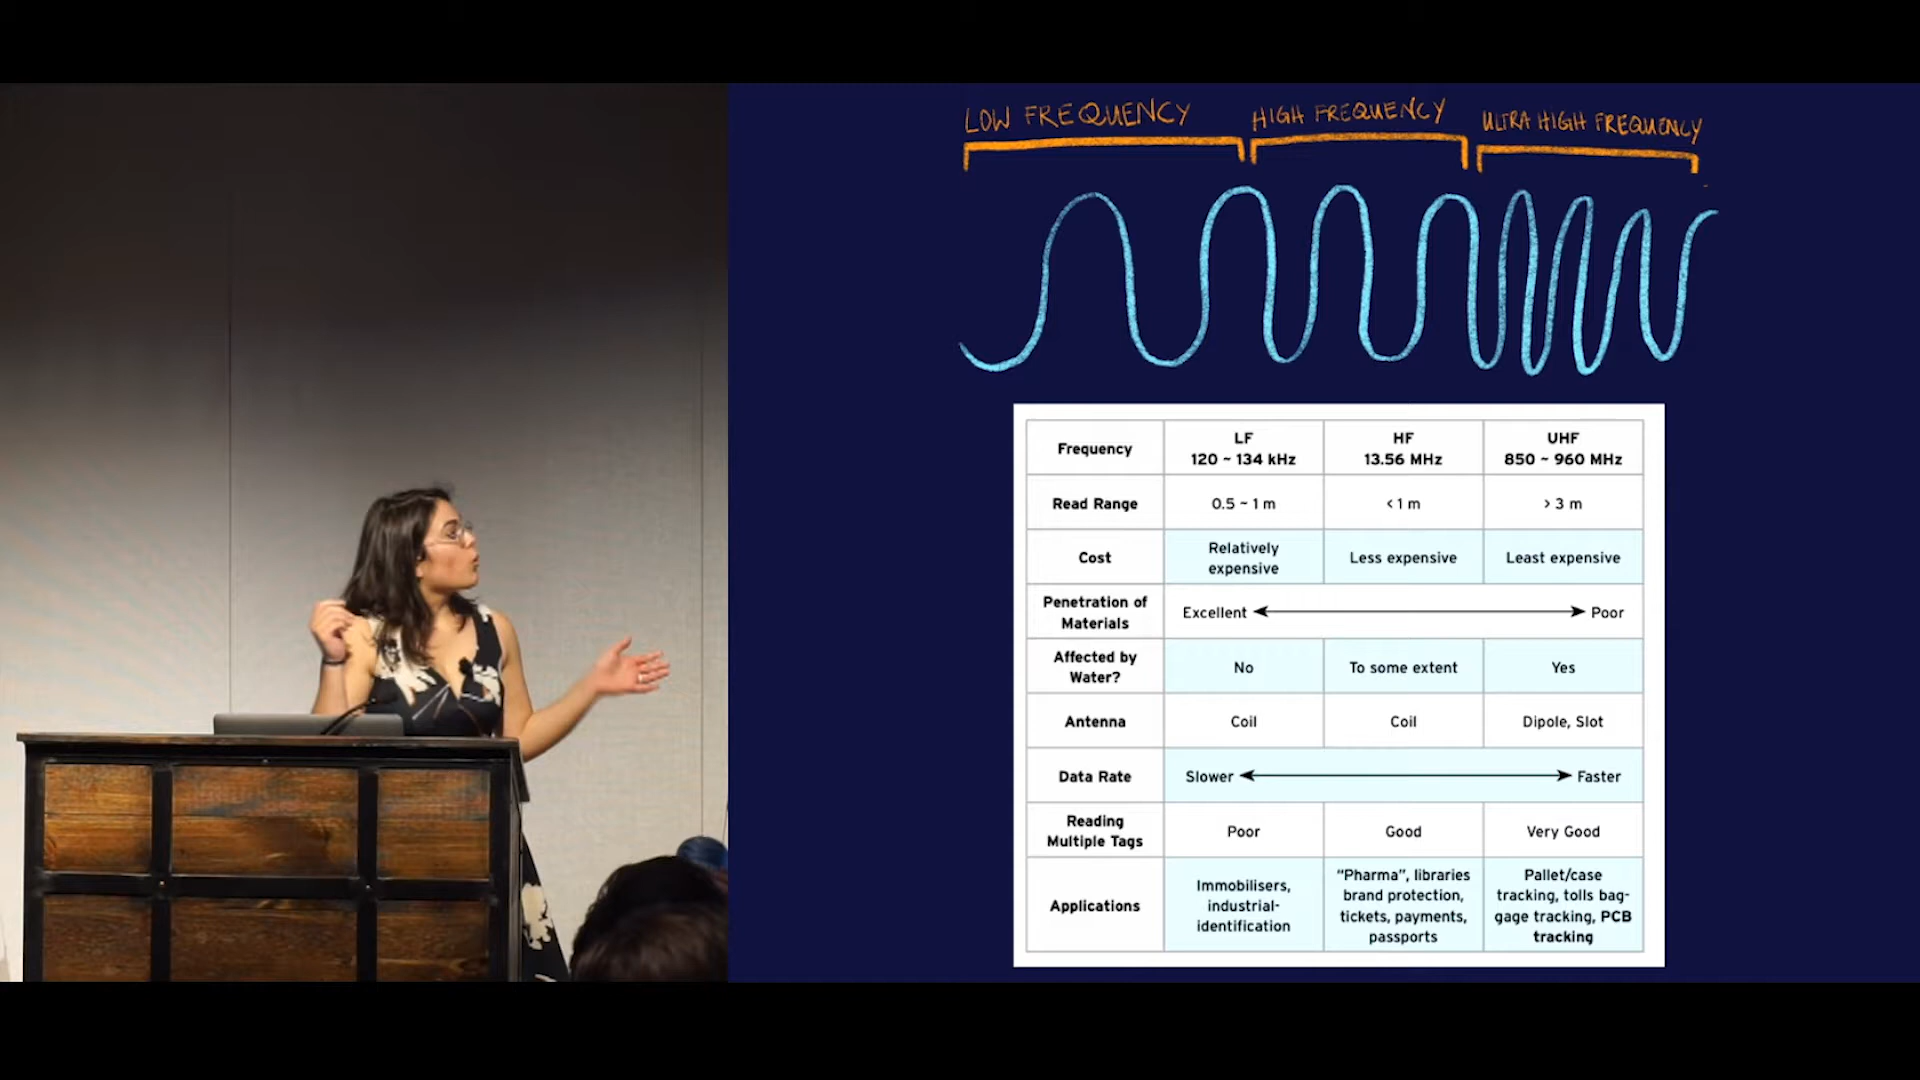 LOW FREQUENCY HIGH FREQUENCY ULTRA HIGH FREQUENCY
Frequency
LF
120 ~ 134 kHz
HF
13.56 MHz
UHF
850 ~ 960 MHz
Read Range
0.5 ~ 1 m
< 1 m
> 3 m
Cost
Relatively
expensive
Less expensive
Least expensive
Penetration of
Materials
Excellent
Poor
Affected by
Water?
No
To some extent
Yes
Antenna
Coil
Coil
Dipole, Slot
Data Rate
Slower
Faster
Reading
Multiple Tags
Poor
Good
Very Good
Applications
Immobilisers,
industrial-
identification
“Pharma”, libraries
brand protection,
tickets, payments,
passports
Pallet/case
tracking, tolls bag-
gage tracking, PCB
tracking